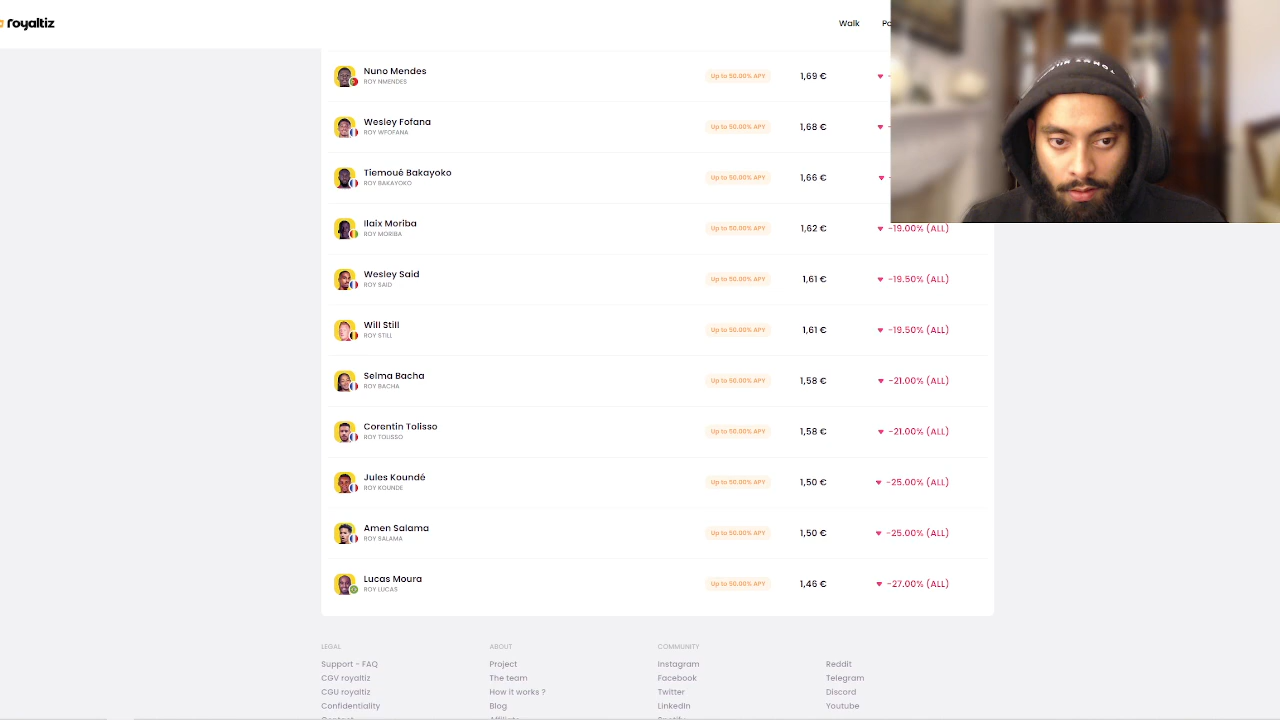 royaltiz
Walk
Nuno Mendes
ROY NMENDES
Up to 50.00% APY
1,69 €
Wesley Fofana
ROY WFOFANA
Up to 50.00% APY
1,68 €
Tiemoué Bakayoko
ROY BAKAYOKO
Up to 50.00% APY
1,66 €
Ilaix Moriba
ROY MORIBA
Up to 50.00% APY
1,62 €
-19.00% (ALL)
Wesley Said
ROY SAID
Up to 50.00% APY
1,61 €
-19.50% (ALL)
Will Still
ROY STILL
Up to 50.00% APY
1,61 €
-19.50% (ALL)
Selma Bacha
ROY BACHA
Up to 50.00% APY
1,58 €
-21.00% (ALL)
Corentin Tolisso
ROY TOLISSO
Up to 50.00% APY
1,58 €
-21.00% (ALL)
Jules Koundé
ROY KOUNDE
Up to 50.00% APY
1,50 €
-25.00% (ALL)
Amen Salama
ROY SALAMA
Up to 50.00% APY
1,50 €
-25.00% (ALL)
Lucas Moura
ROY LUCAS
Up to 50.00% APY
1,46 €
-27.00% (ALL)
LEGAL
Support - FAQ
CGV royaltiz
CGU royaltiz
Confidentiality
ABOUT
Project
The team
How it works ?
Blog
COMMUNITY
Instagram
Facebook
Twitter
LinkedIn
Reddit
Telegram
Discord
Youtube